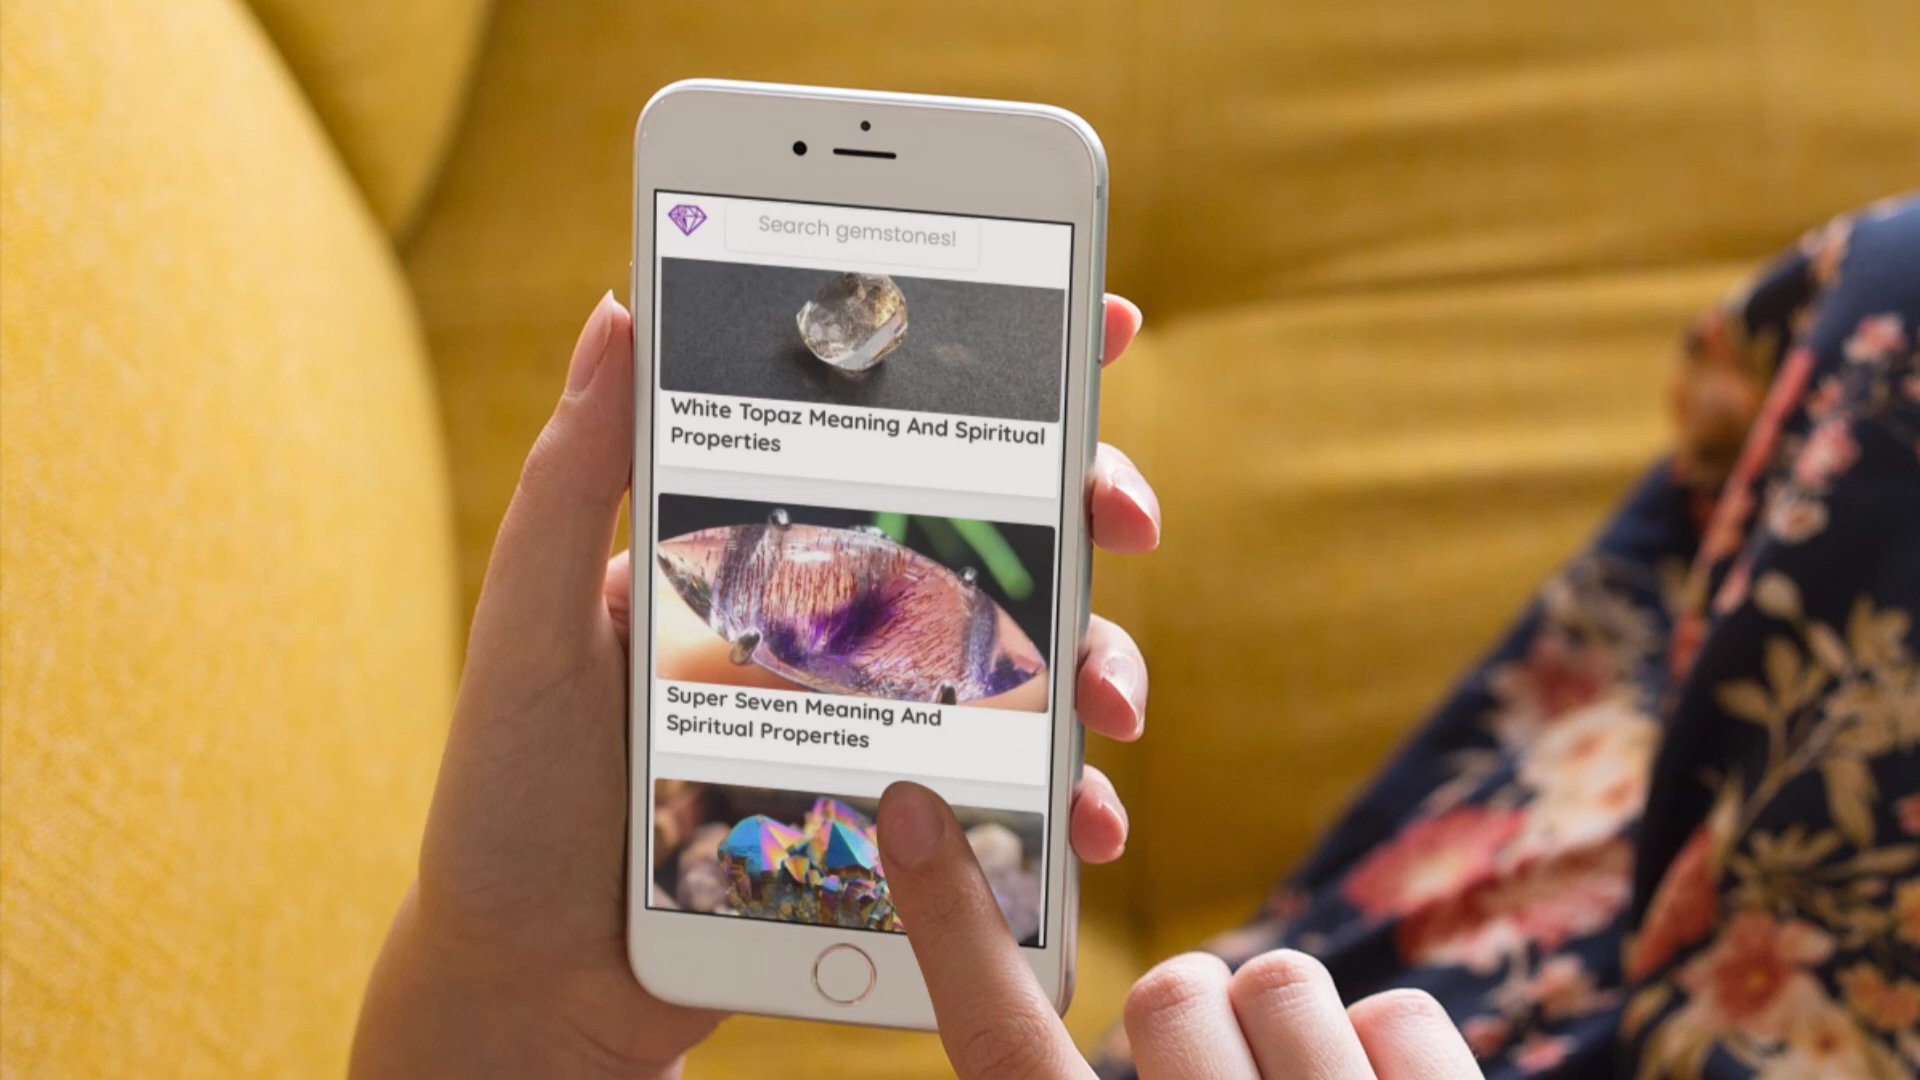 Search gemstones!
White Topaz Meaning And Spiritual
Properties
Super Seven Meaning And
Spiritual Properties